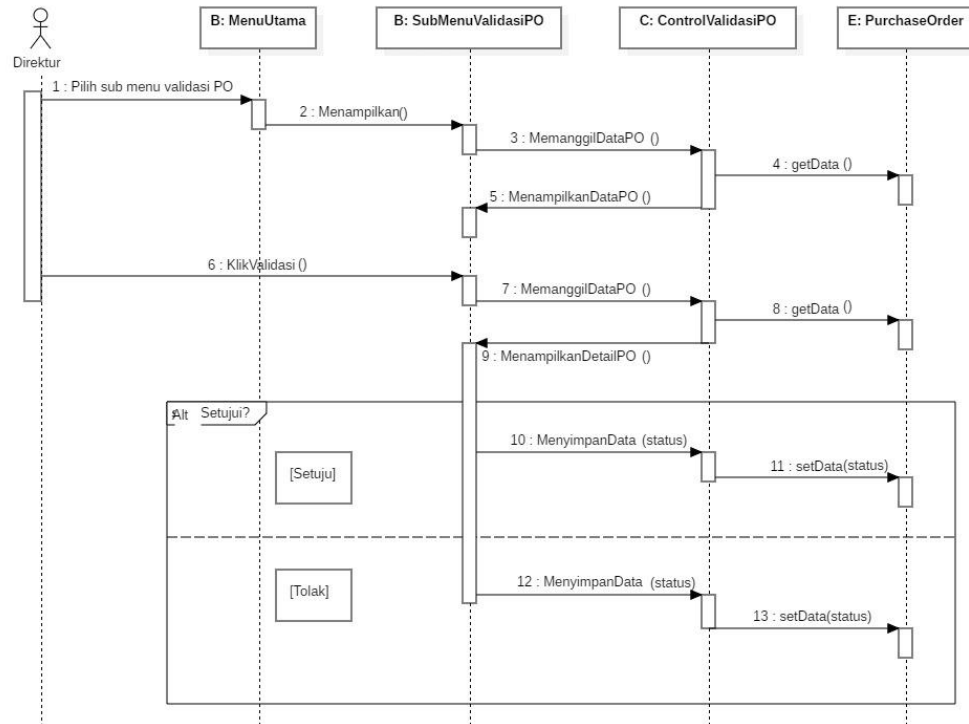 B: MenuUtama
B: SubMenuValidasiPO
C: ControlValidasiPO
E: PurchaseOrder
Direktur
1 : Pilih sub menu validasi PO
2 : Menampilkan()
3 : MemanggilDataPO ()
4 : getData ()
5 : MenampilkanDataPO ()
6 : KlikValidasi ()
7 : MemanggilDataPO ()
8 : getData ()
9 : MenampilkanDetailPO ()
Alt Setujui?
10 : MenyimpanData (status)
[Setuju]
11 : setData(status)
12 : MenyimpanData (status)
[Tolak]
13 : setData(status)